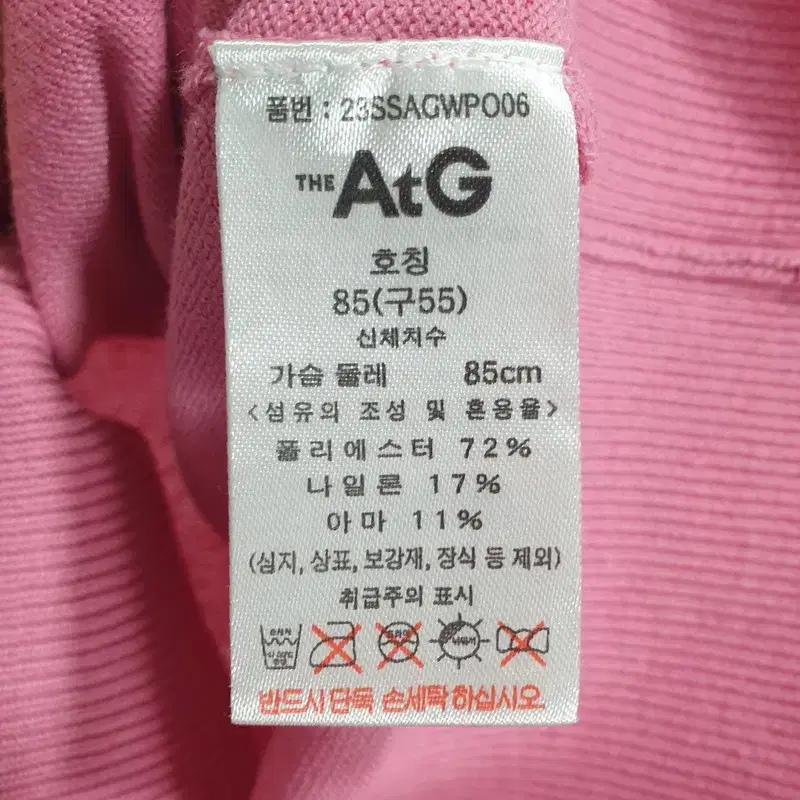 품번 : 23SSAGWPO06
THE AtG
호칭
85(구55)
신체치수
가슴 둘레 85cm
<섬유의 조성 및 혼용율>
폴리에스터 72%
나일론 17%
아마 11%
(심지, 상표, 보강재, 장식 등 제외)
취급주의 표시
반드시 단독 손세탁 하십시오.